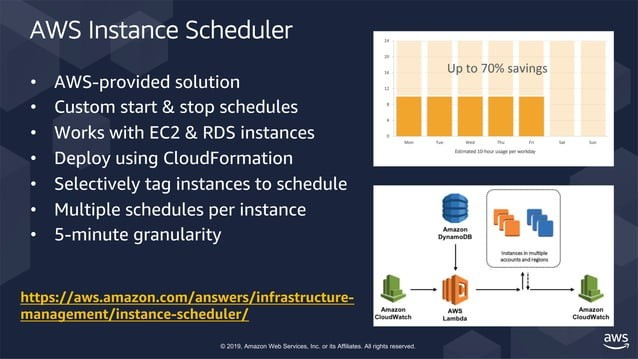 AWS Instance Scheduler
• AWS-provided solution
• Custom start & stop schedules
• Works with EC2 & RDS instances
• Deploy using CloudFormation
• Selectively tag instances to schedule
• Multiple schedules per instance
• 5-minute granularity
https://aws.amazon.com/answers/infrastructure-
management/instance-scheduler/
24
20
16
12
8
4
0
Up to 70% savings
Mon Tue Wed Thu Fri Sat Sun
Estimated 10-hour usage per workday
Amazon
DynamoDB
Instances in multiple
accounts and regions
Amazon
CloudWatch
AWS
Lambda
Amazon
CloudWatch
© 2019, Amazon Web Services, Inc. or its Affiliates. All rights reserved.
aws